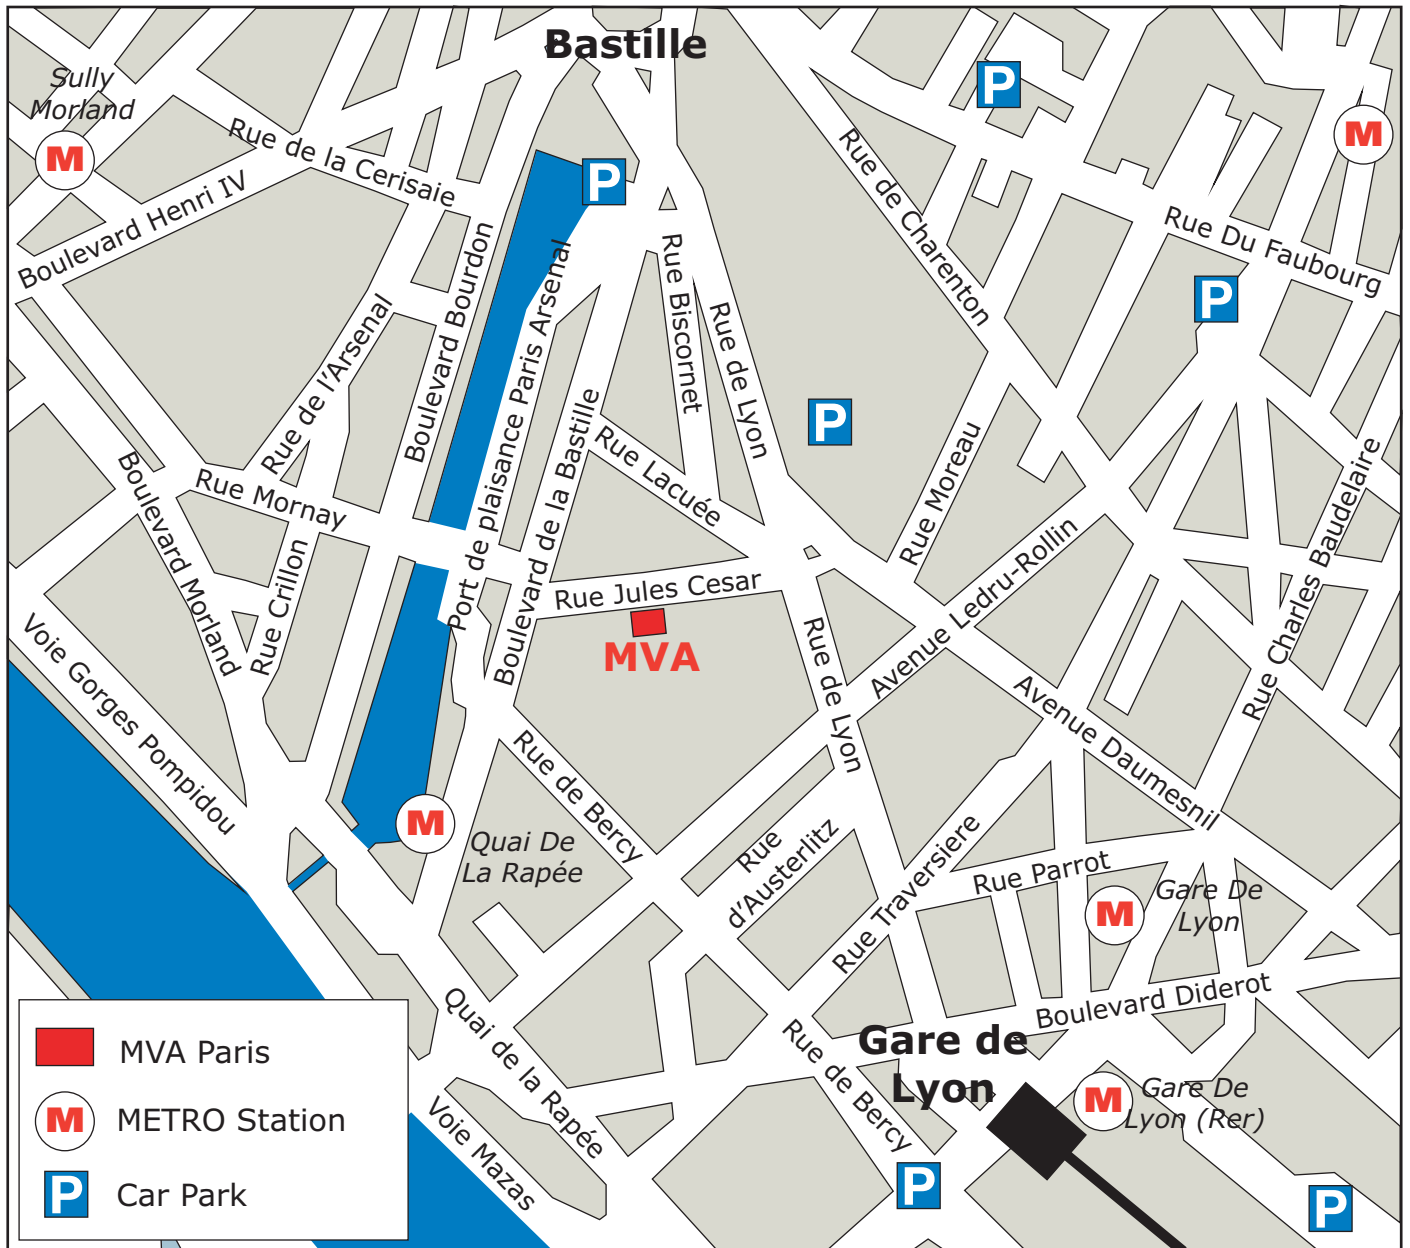 Bastille
P
Sully
Morland
M
M
Rue de la Cerisaie
P
Rue de Charenton
Boulevard Henri IV
Rue Du Faubourg
Boulevard Bourdon
Port de plaisance Paris Arsenal
Rue Biscornet
P
Rue de l'Arsenal
Rue de Lyon
P
Boulevard de la Bastille
Rue Lacuée
Rue Moreau
Rue Charles Baudelaire
Boulevard Morland
Rue Mornay
Rue Crillon
Rue Jules Cesar
MVA
Avenue Ledru-Rollin
Voie Gorges Pompidou
Rue de Lyon
Avenue Daumesnil
Rue de Bercy
M
Quai De
La Rapée
Rue
d'Austerlitz
Rue Traversiere
Rue Parrot
M
Gare De
Lyon
Boulevard Diderot
Quai de la Rapée
Rue de Bercy
Gare de
Lyon
M
Gare De
Lyon (Rer)
Voie Mazas
P
P
MVA Paris
M METRO Station
P Car Park